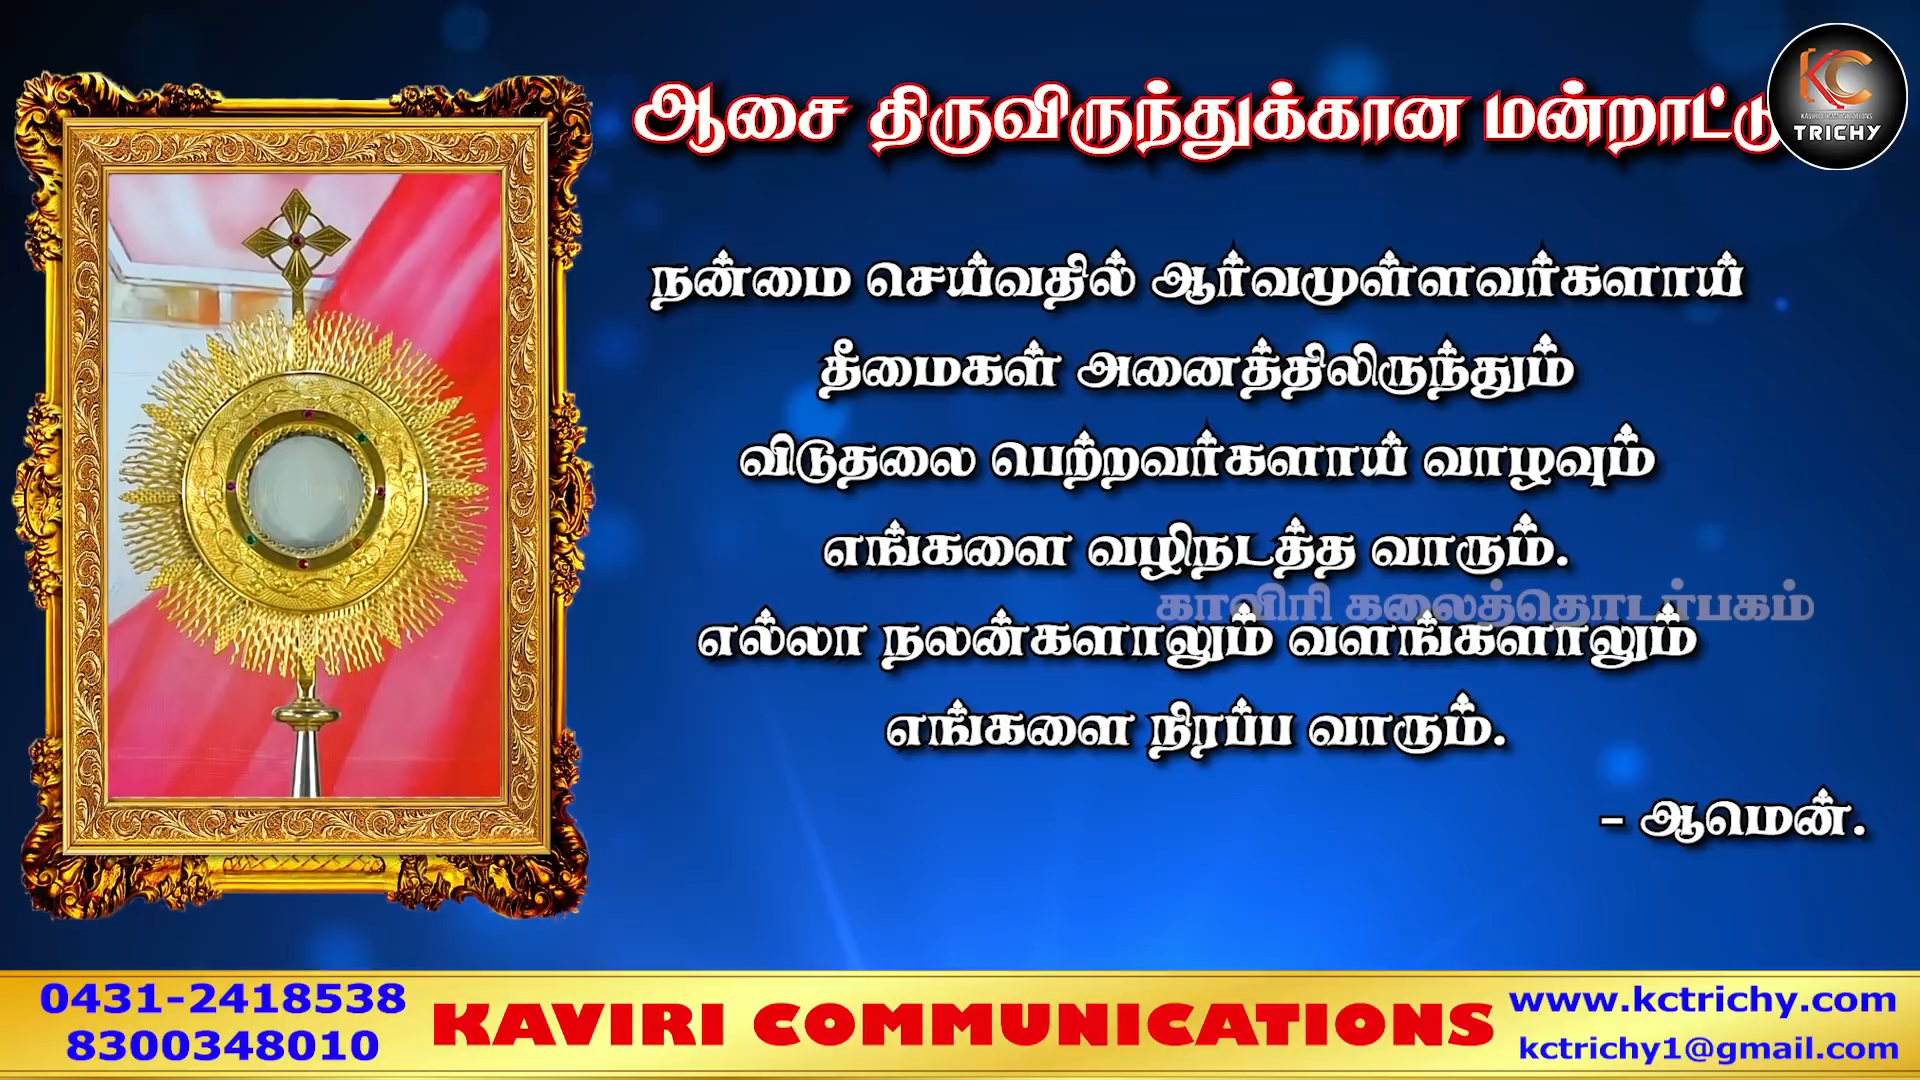 ஆசை திருவிருந்துக்கான மன்றாட்டு
KC
KAVIRI COMMUNICATIONS
TRICHY
நன்மை செய்வதில் ஆர்வமுள்ளவர்களாய்
தீமைகள் அனைத்திலிருந்தும்
விடுதலை பெற்றவர்களாய் வாழவும்
எங்களை வழிநடத்த வாரும்.
காவிரி கலைத்தொடர்பகம்
எல்லா நலன்களாலும் வளங்களாலும்
எங்களை நிரப்ப வாரும்.
- ஆமென்.
0431-2418538
8300348010
KAVIRI COMMUNICATIONS
www.kctrichy.com
kctrichy1@gmail.com